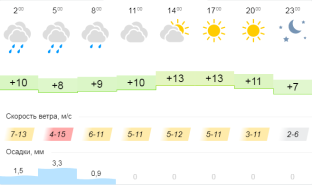 2⁰⁰ 5⁰⁰ 8⁰⁰ 11⁰⁰ 14⁰⁰ 17⁰⁰ 20⁰⁰ 23⁰⁰
+10 +8 +9 +10 +13 +13 +11 +7
Скорость ветра, м/с
7-13 4-15 6-11 5-11 5-12 5-11 3-11 2-6
Осадки, мм
1,5 3,3 0,9 0 0 0 0 0